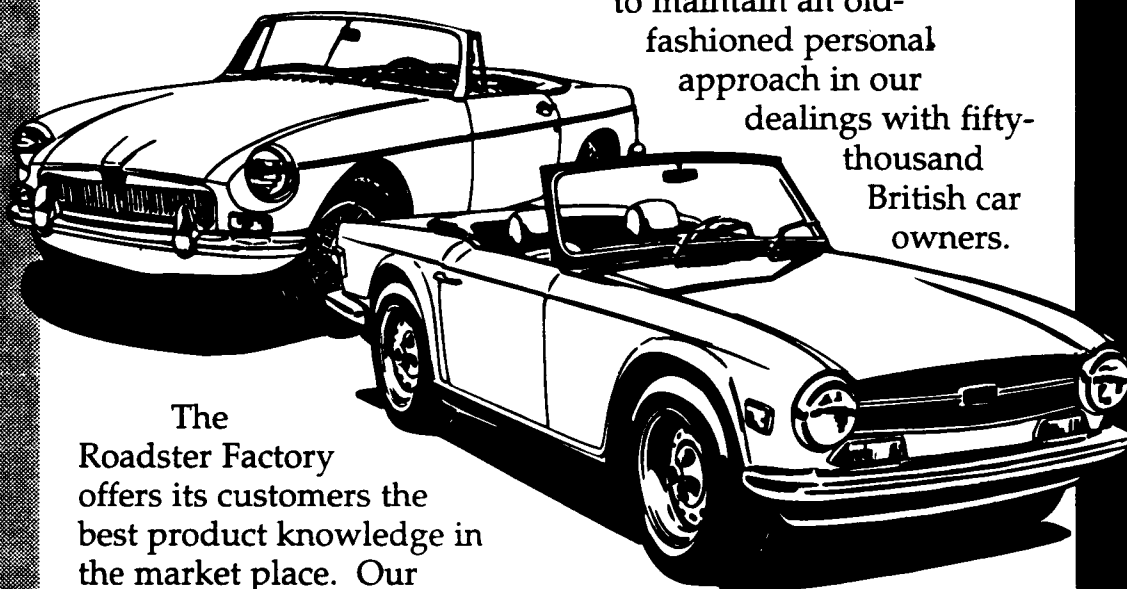 to maintain an old-
fashioned personal
approach in our
dealings with fifty-
thousand
British car
owners.
The
Roadster Factory
offers its customers the
best product knowledge in
the market place. Our